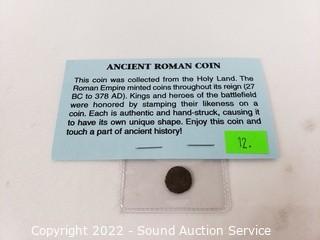 ANCIENT ROMAN COIN
This coin was collected from the Holy Land. The
Roman Empire minted coins throughout its reign (27
BC to 378 AD). Kings and heroes of the battlefield
were honored by stamping their likeness on a
coin. Each is authentic and hand-struck, causing it
to have its own unique shape. Enjoy this coin and
touch a part of ancient history!
12.
Copyright 2022 - Sound Auction Service